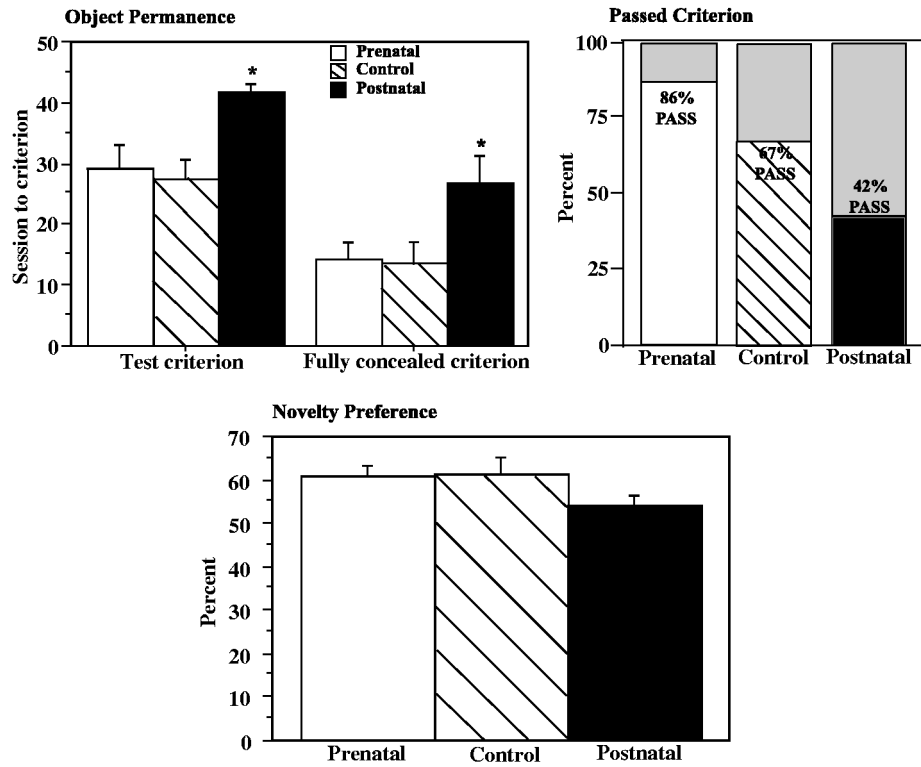 Object Permanence
50
40
30
20
10
0
Session to criterion
*
*
Prenatal
Control
Postnatal
Test criterion
Fully concealed criterion
Passed Criterion
100
75
50
25
0
Percent
86%
PASS
67%
PASS
42%
PASS
Prenatal
Control
Postnatal
Novelty Preference
70
60
50
40
30
20
10
0
Percent
Prenatal
Control
Postnatal